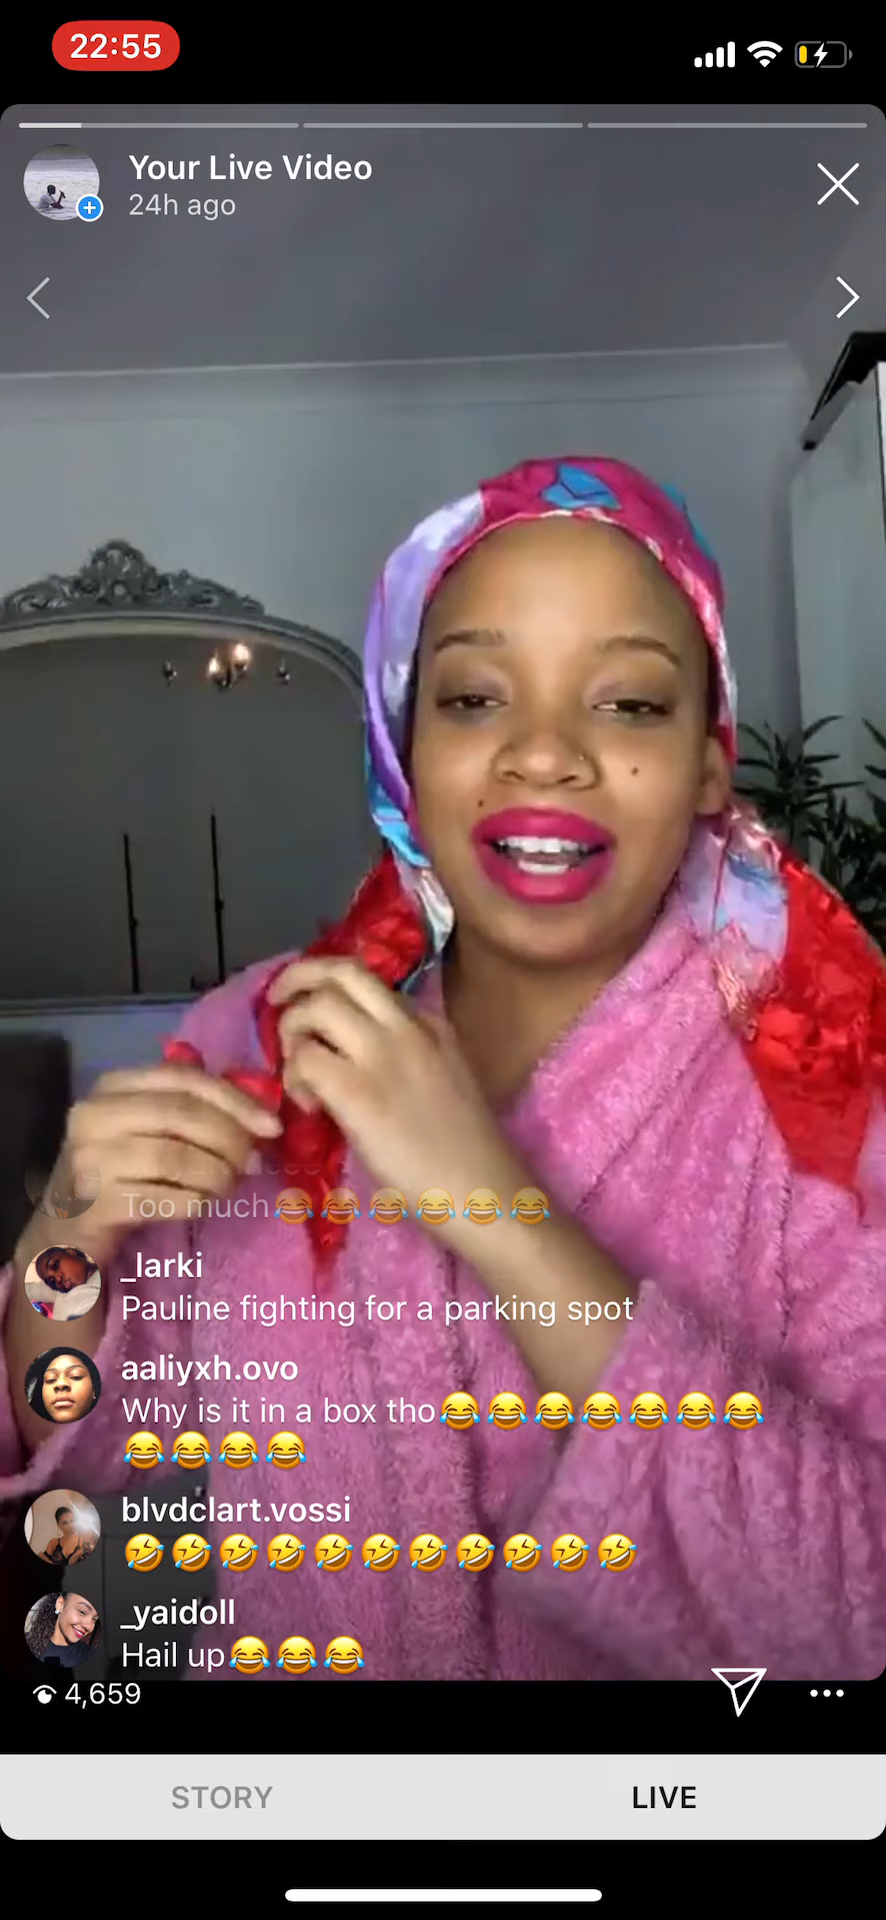 22:55
Your Live Video
24h ago
Too much😂😂😂😂😂😂
_larki
Pauline fighting for a parking spot
aaliyxh.ovo
Why is it in a box tho😂😂😂😂😂😂😂
😂😂😂😂
blvdclart.vossi
🤣🤣🤣🤣🤣🤣🤣🤣🤣🤣🤣
_yaidoll
Hail up😂😂😂
4,659
STORY
LIVE